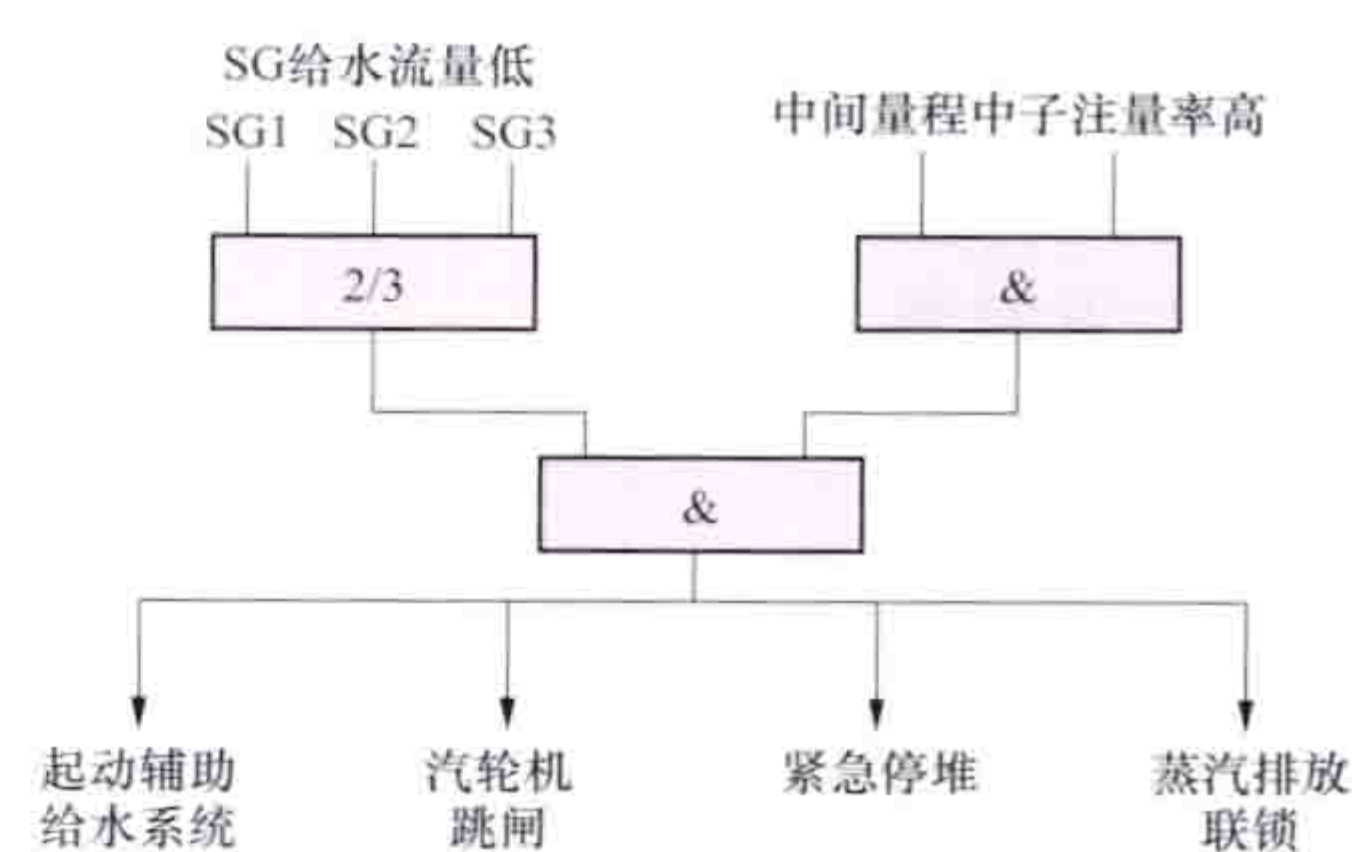 SG给水流量低
SG1 SG2 SG3
中间量程中子注量率高
2/3
&
&
起动辅助
给水系统
汽轮机
跳闸
紧急停堆
蒸汽排放
联锁